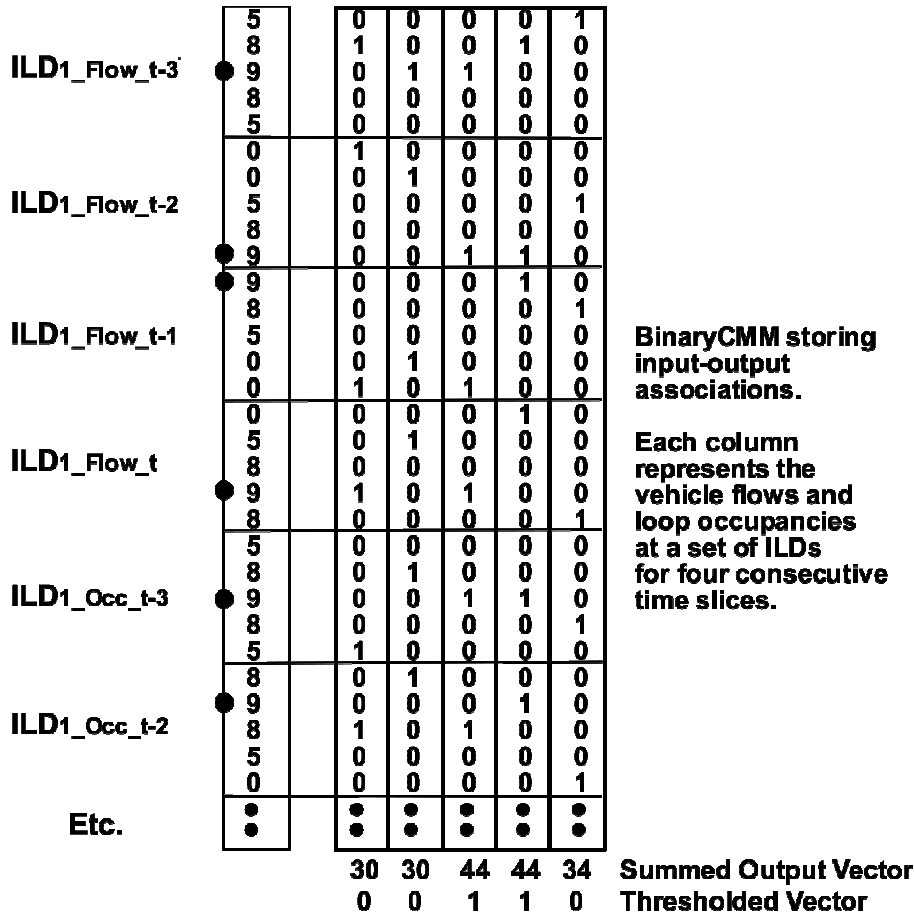 5 0 0 0 0 1
8 1 0 0 1 0
ILD1_Flow_t-3 9 0 1 1 0 0
8 0 0 0 0 0
5 0 0 0 0 0
0 1 0 0 0 0
0 0 1 0 0 0
ILD1_Flow_t-2 5 0 0 0 0 1
8 0 0 0 0 0
9 0 0 1 1 0
9 0 0 0 1 0
8 0 0 0 0 1
ILD1_Flow_t-1 5 0 0 0 0 0
0 0 1 0 0 0
0 1 0 1 0 0
0 0 0 0 1 0
5 0 1 0 0 0
ILD1_Flow_t 8 0 0 0 0 0
9 1 0 1 0 0
8 0 0 0 0 1
5 0 0 0 0 0
8 0 1 0 0 0
ILD1_Occ_t-3 9 0 0 1 1 0
8 0 0 0 0 1
5 1 0 0 0 0
8 0 1 0 0 0
9 0 0 0 1 0
ILD1_Occ_t-2 8 1 0 1 0 0
5 0 0 0 0 0
0 0 0 0 0 1
Etc.
BinaryCMM storing
input-output
associations.
Each column
represents the
vehicle flows and
loop occupancies
at a set of ILDs
for four consecutive
time slices.
30 30 44 44 34 Summed Output Vector
0 0 1 1 0 Thresholded Vector